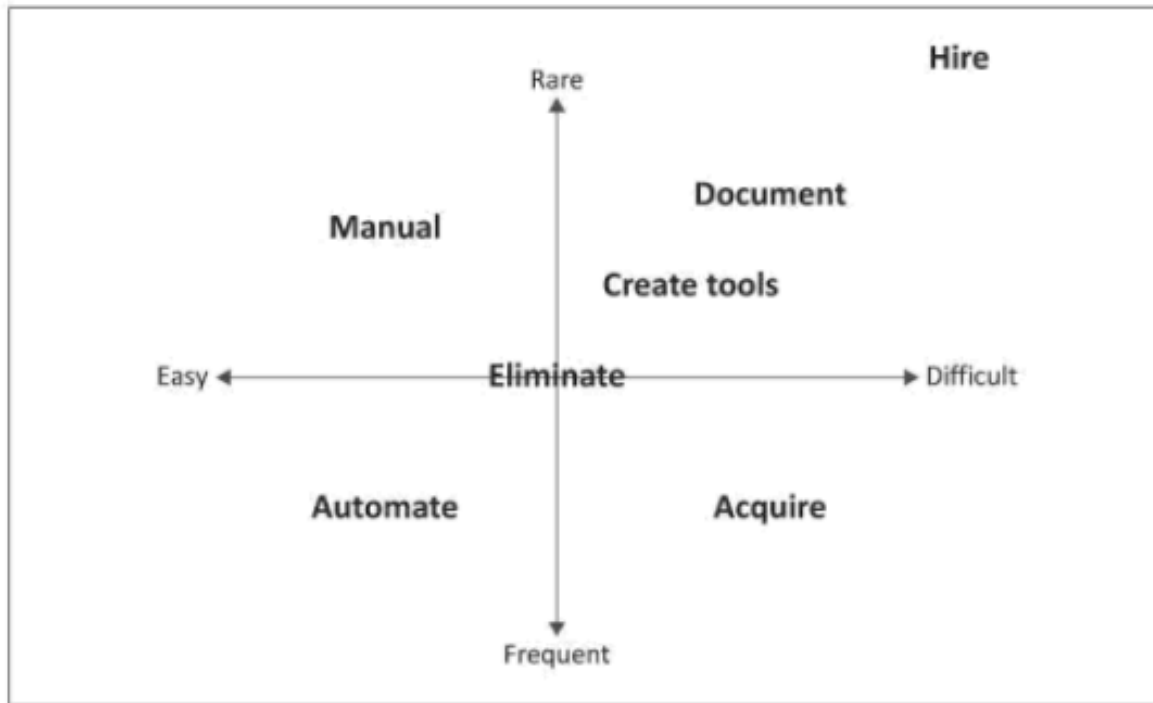 Hire
Rare
Document
Manual
Create tools
Easy
Eliminate
Difficult
Automate
Acquire
Frequent